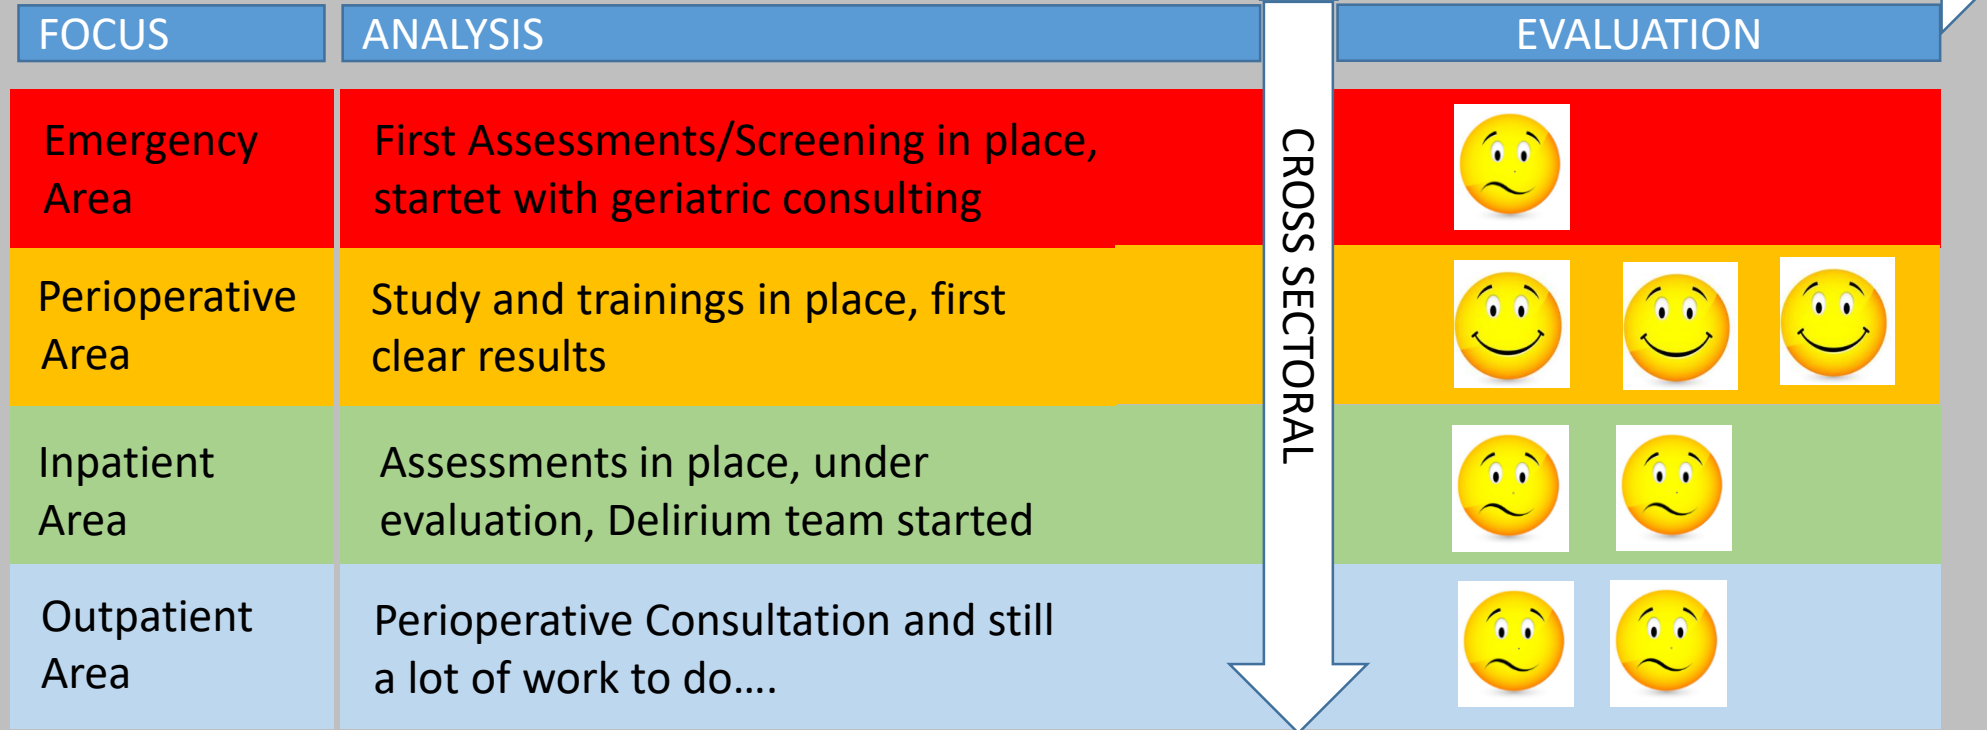 FOCUS
ANALYSIS
EVALUATION
Emergency
Area
First Assessments/Screening in place,
startet with geriatric consulting
Perioperative
Area
Study and trainings in place, first
clear results
Inpatient
Area
Assessments in place, under
evaluation, Delirium team started
Outpatient
Area
Perioperative Consultation and still
a lot of work to do....
CROSS SECTORAL